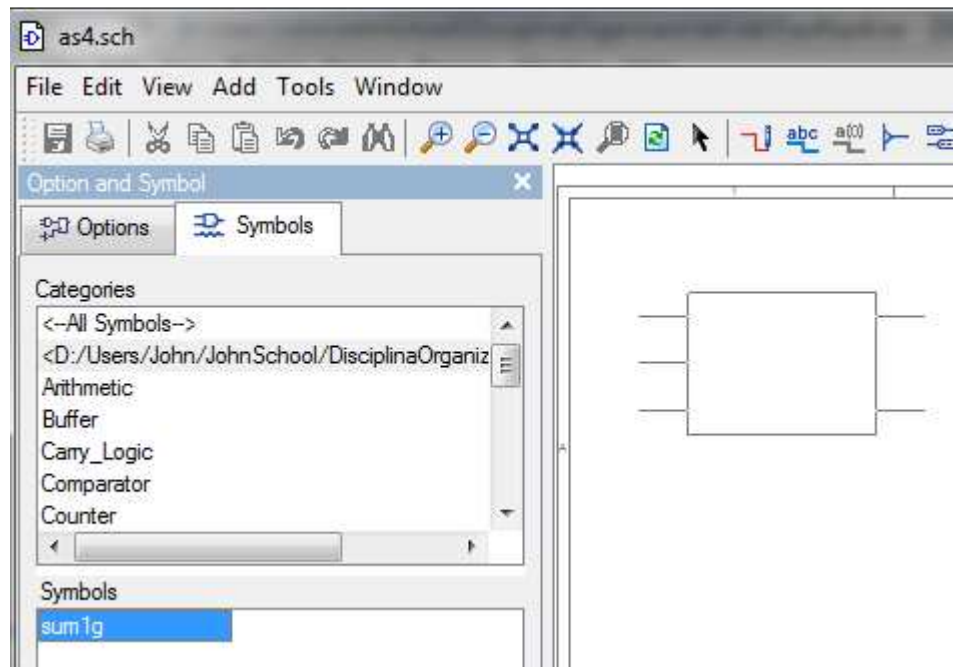 as4.sch
File Edit View Add Tools Window
abc
Option and Symbol
Options Symbols
Categories
<--All Symbols-->
<D:/Users/John/JohnSchool/DisciplinaOrganiz
Arithmetic
Buffer
Carry_Logic
Comparator
Counter
Symbols
sum1g